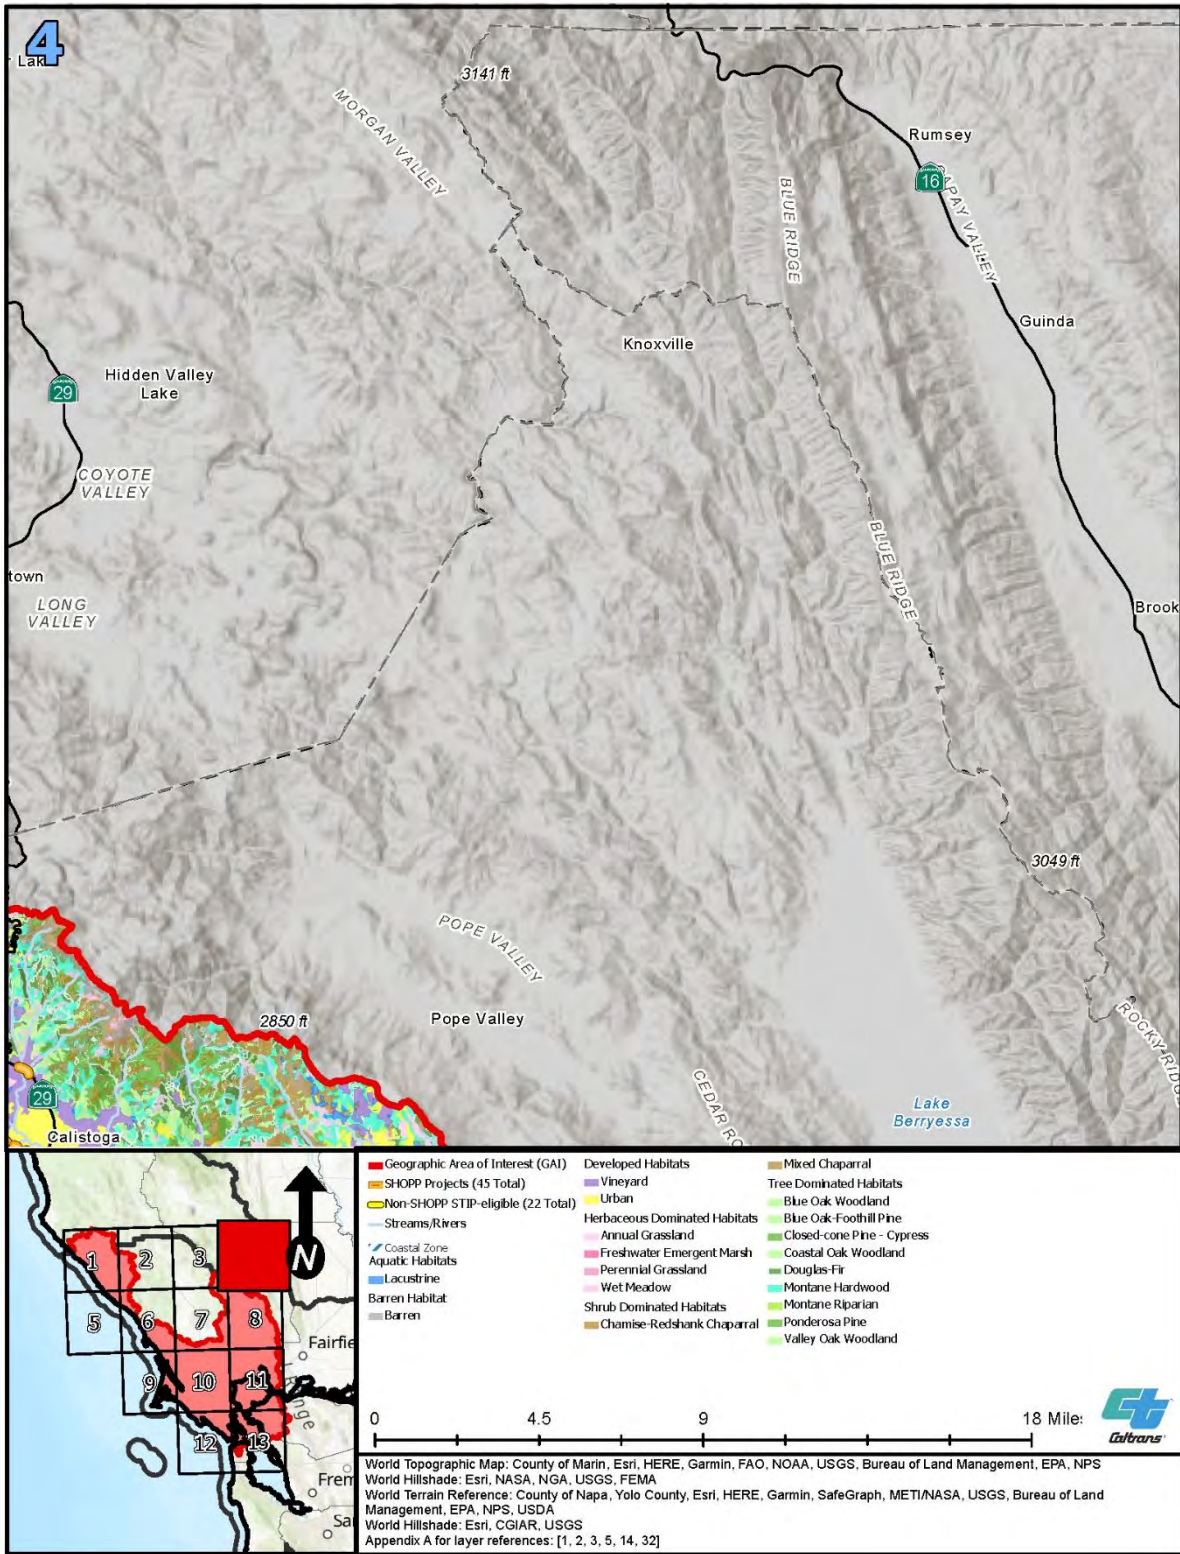 4
Lak
3141 ft
MORGAN VALLEY
Rumsey
16
CAPAY VALLEY
BLUE RIDGE
Guinda
Knoxville
29
Hidden Valley
Lake
COYOTE
VALLEY
BLUE RIDGE
town
LONG
VALLEY
Brook
3049 ft
POPE VALLEY
2850 ft
Pope Valley
ROCKY RIDGE
CEDAR RO
Lake
Berryessa
29
Calistoga
1
2
3
5
6
7
8
9
10
11
12
13
N
Fairfie
Range
Frem
Sa
Geographic Area of Interest (GAI)
SHOPP Projects (45 Total)
Non-SHOPP STIP-eligible (22 Total)
Streams/Rivers
Coastal Zone
Aquatic Habitats
Lacustrine
Barren Habitat
Barren
Developed Habitats
Vineyard
Urban
Herbaceous Dominated Habitats
Annual Grassland
Freshwater Emergent Marsh
Perennial Grassland
Wet Meadow
Shrub Dominated Habitats
Chamise-Redshank Chaparral
Mixed Chaparral
Tree Dominated Habitats
Blue Oak Woodland
Blue Oak-Foothill Pine
Closed-cone Pine - Cypress
Coastal Oak Woodland
Douglas-Fir
Montane Hardwood
Montane Riparian
Ponderosa Pine
Valley Oak Woodland
0 4.5 9 18 Miles
Caltrans
World Topographic Map: County of Marin, Esri, HERE, Garmin, FAO, NOAA, USGS, Bureau of Land Management, EPA, NPS
World Hillshade: Esri, NASA, NGA, USGS, FEMA
World Terrain Reference: County of Napa, Yolo County, Esri, HERE, Garmin, SafeGraph, METI/NASA, USGS, Bureau of Land
Management, EPA, NPS, USDA
World Hillshade: Esri, CGIAR, USGS
Appendix A for layer references: [1, 2, 3, 5, 14, 32]